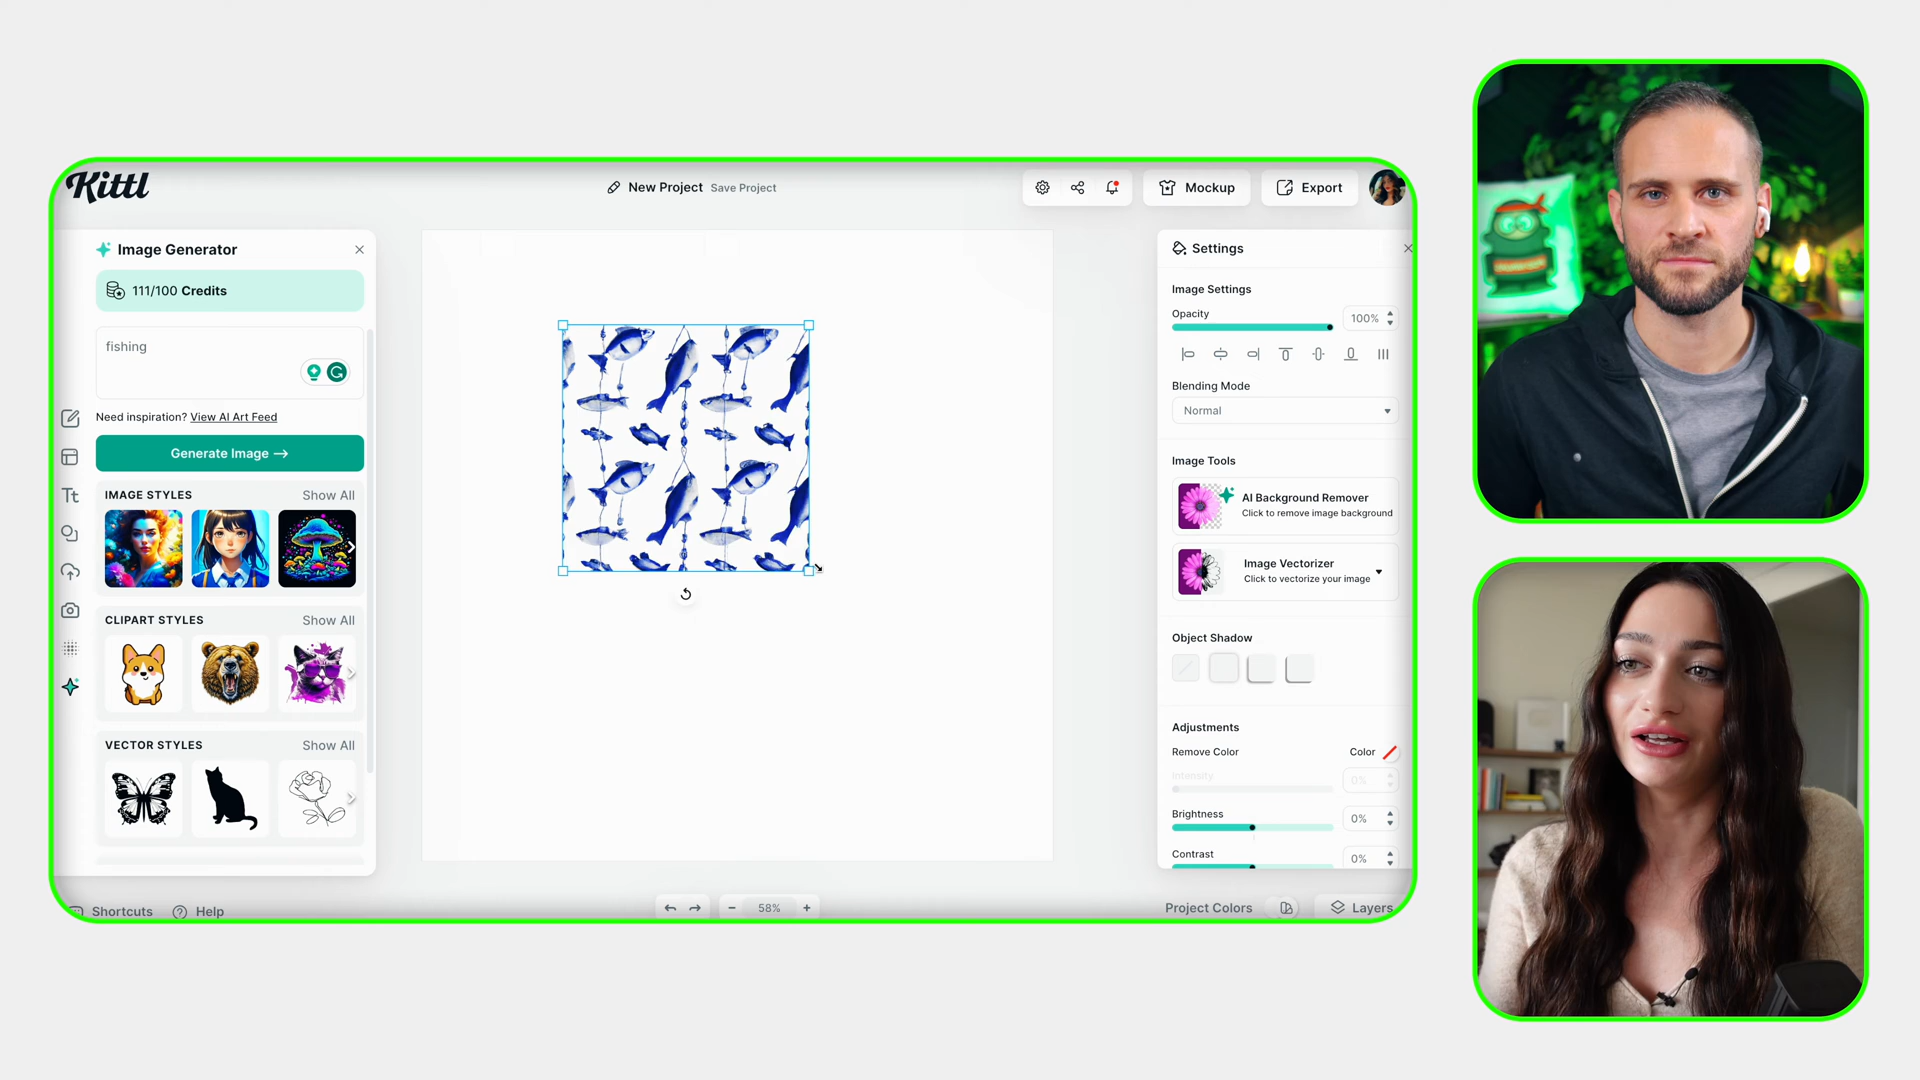 Kittl
New Project Save Project
Mockup
Export
Image Generator
111/100 Credits
fishing
Need inspiration? View AI Art Feed
Generate Image →
IMAGE STYLES Show All
CLIPART STYLES Show All
VECTOR STYLES Show All
Settings
Image Settings
Opacity
100%
Blending Mode
Normal
Image Tools
AI Background Remover
Click to remove image background
Image Vectorizer
Click to vectorize your image
Object Shadow
Adjustments
Remove Color Color
Intensity
0%
Brightness
0%
Contrast
0%
Shortcuts
Help
58%
Project Colors
Layers